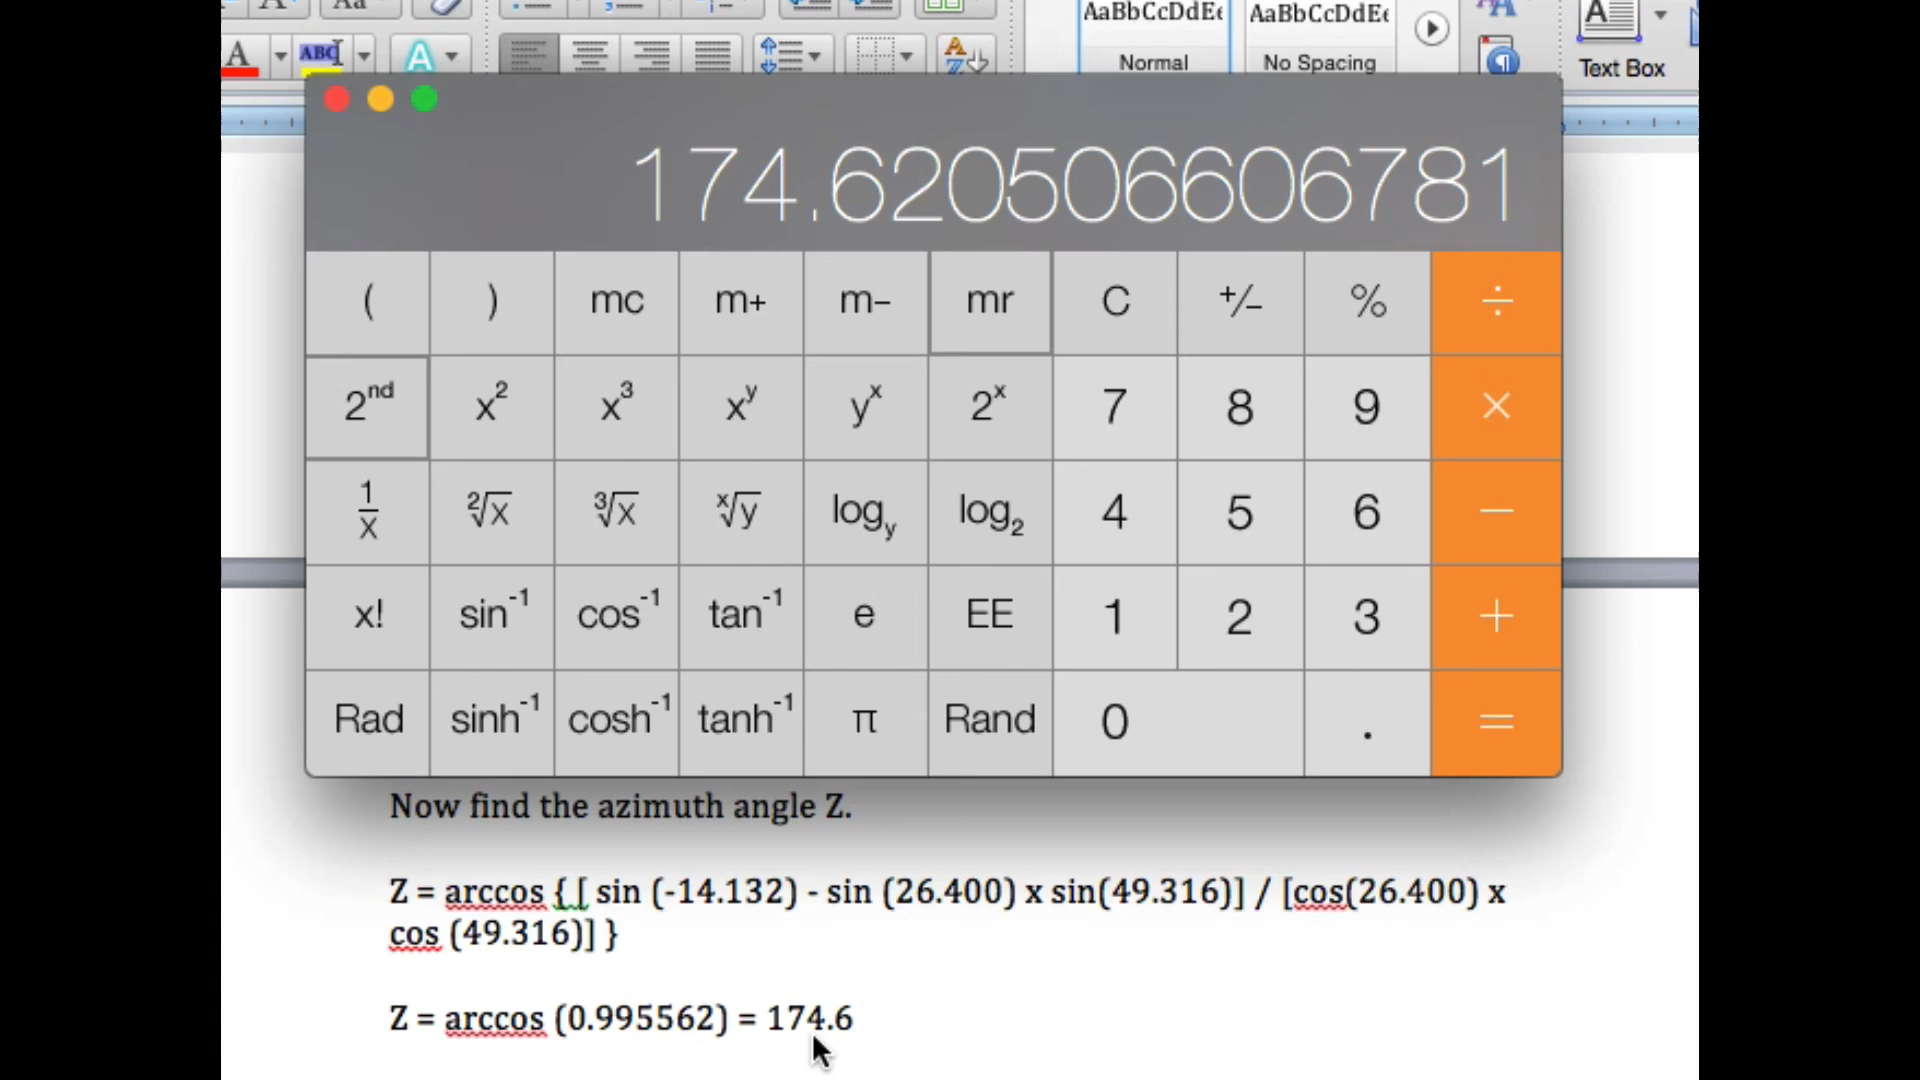 Aa
A ABC A
AaBbCcDdEe AaBbCcDdEe A
Normal No Spacing Text Box
174.620506606781
( ) mc m+ m- mr C +/- % ÷
2nd x² x³ xʸ yˣ 2ˣ 7 8 9 ×
1/x ²√x ³√x ˣ√y logy log₂ 4 5 6 −
x! sin⁻¹ cos⁻¹ tan⁻¹ e EE 1 2 3 +
Rad sinh⁻¹ cosh⁻¹ tanh⁻¹ π Rand 0 . =
Now find the azimuth angle Z.
Z = arccos { [ sin (-14.132) - sin (26.400) x sin(49.316)] / [cos(26.400) x
cos (49.316)] }
Z = arccos (0.995562) = 174.6